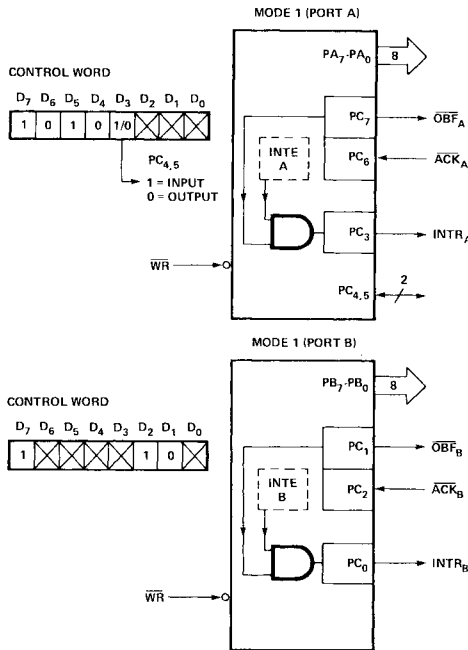 MODE 1 (PORT A)
PA7-PA0
8
CONTROL WORD
D7 D6 D5 D4 D3 D2 D1 D0
1 0 1 0 1/0
PC4,5
1 = INPUT
0 = OUTPUT
PC7
OBFA
INTE
A
PC6
ACKA
PC3
INTRA
WR
PC4,5
2
MODE 1 (PORT B)
PB7-PB0
8
CONTROL WORD
D7 D6 D5 D4 D3 D2 D1 D0
1 1 0
PC1
OBFB
INTE
B
PC2
ACKB
PC0
INTRB
WR